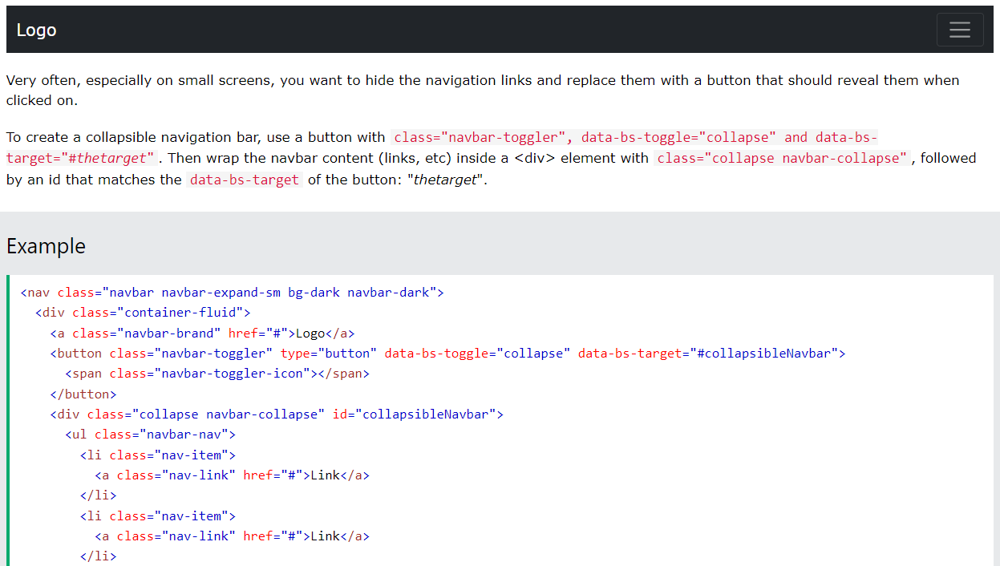 Logo
Very often, especially on small screens, you want to hide the navigation links and replace them with a button that should reveal them when
clicked on.
To create a collapsible navigation bar, use a button with class="navbar-toggler", data-bs-toggle="collapse" and data-bs-
target="#thetarget". Then wrap the navbar content (links, etc) inside a <div> element with class="collapse navbar-collapse", followed
by an id that matches the data-bs-target of the button: "thetarget".
Example
<nav class="navbar navbar-expand-sm bg-dark navbar-dark">
  <div class="container-fluid">
    <a class="navbar-brand" href="#">Logo</a>
    <button class="navbar-toggler" type="button" data-bs-toggle="collapse" data-bs-target="#collapsibleNavbar">
      <span class="navbar-toggler-icon"></span>
    </button>
    <div class="collapse navbar-collapse" id="collapsibleNavbar">
      <ul class="navbar-nav">
        <li class="nav-item">
          <a class="nav-link" href="#">Link</a>
        </li>
        <li class="nav-item">
          <a class="nav-link" href="#">Link</a>
        </li>